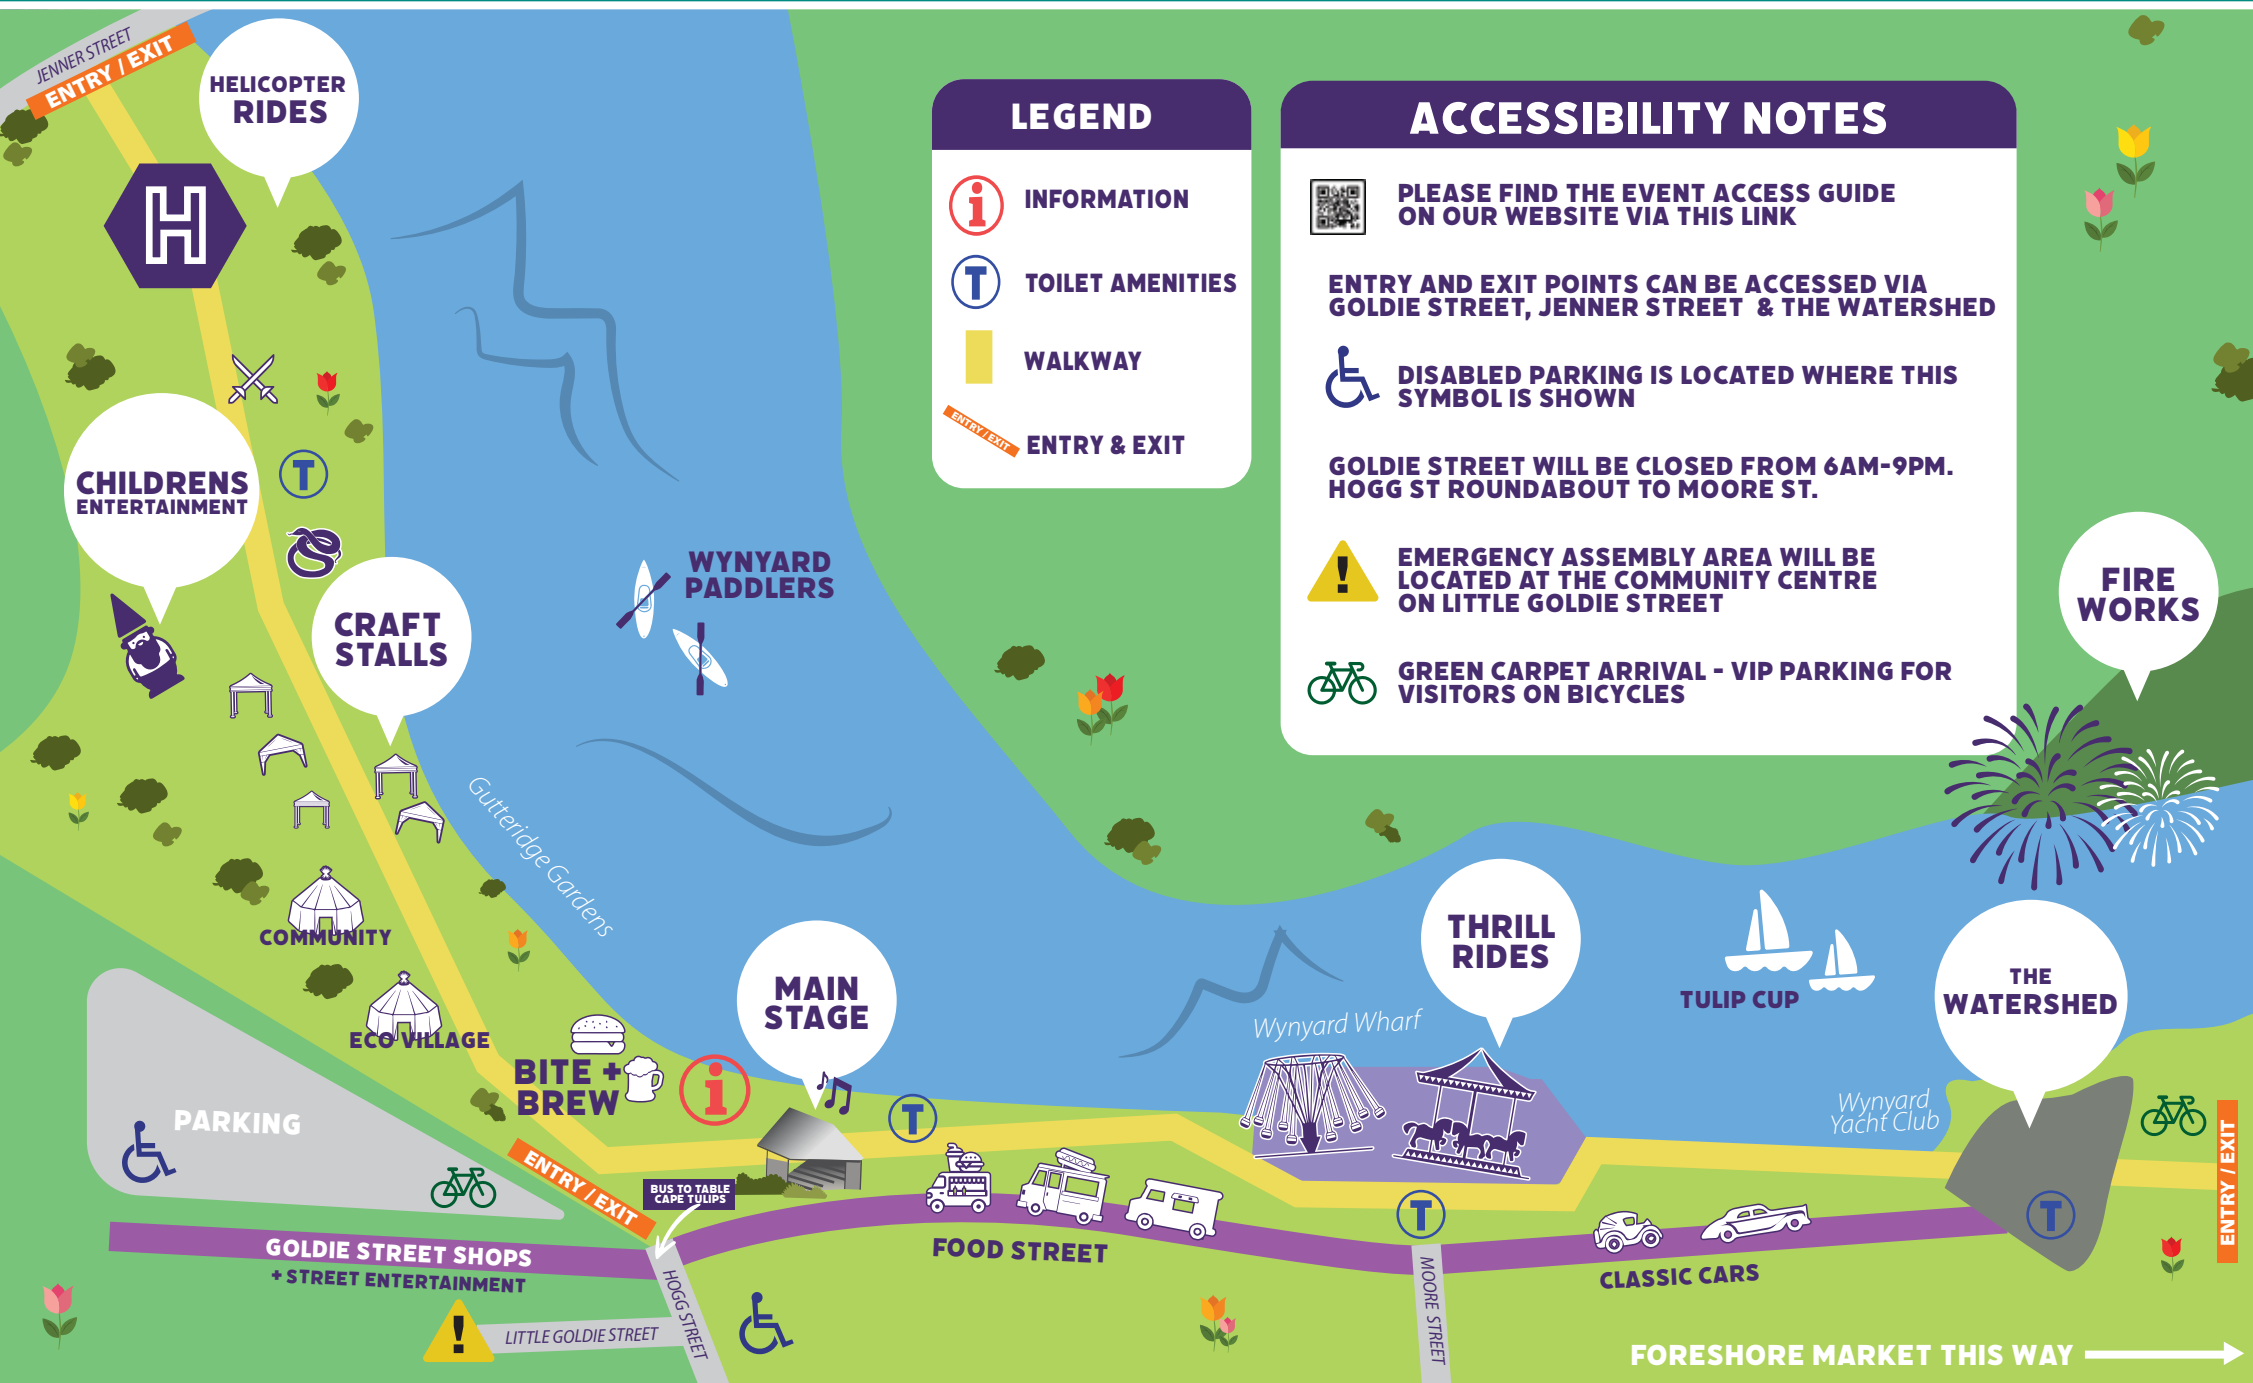 JENNER STREET
ENTRY / EXIT
HELICOPTER
RIDES
H
CHILDRENS
ENTERTAINMENT
T
CRAFT
STALLS
WYNYARD
PADDLERS
Gutteridge Gardens
COMMUNITY
ECO VILLAGE
BITE +
BREW
i
MAIN
STAGE
T
PARKING
ENTRY / EXIT
BUS TO TABLE
CAPE TULIPS
GOLDIE STREET SHOPS
+ STREET ENTERTAINMENT
!
LITTLE GOLDIE STREET
HOGG STREET
FOOD STREET
LEGEND
i
INFORMATION
T
TOILET AMENITIES
WALKWAY
ENTRY / EXIT
ENTRY & EXIT
ACCESSIBILITY NOTES
PLEASE FIND THE EVENT ACCESS GUIDE
ON OUR WEBSITE VIA THIS LINK
ENTRY AND EXIT POINTS CAN BE ACCESSED VIA
GOLDIE STREET, JENNER STREET & THE WATERSHED
DISABLED PARKING IS LOCATED WHERE THIS
SYMBOL IS SHOWN
GOLDIE STREET WILL BE CLOSED FROM 6AM-9PM.
HOGG ST ROUNDABOUT TO MOORE ST.
!
EMERGENCY ASSEMBLY AREA WILL BE
LOCATED AT THE COMMUNITY CENTRE
ON LITTLE GOLDIE STREET
GREEN CARPET ARRIVAL - VIP PARKING FOR
VISITORS ON BICYCLES
FIRE
WORKS
THRILL
RIDES
Wynyard Wharf
TULIP CUP
THE
WATERSHED
Wynyard
Yacht Club
T
MOORE STREET
CLASSIC CARS
T
ENTRY / EXIT
FORESHORE MARKET THIS WAY